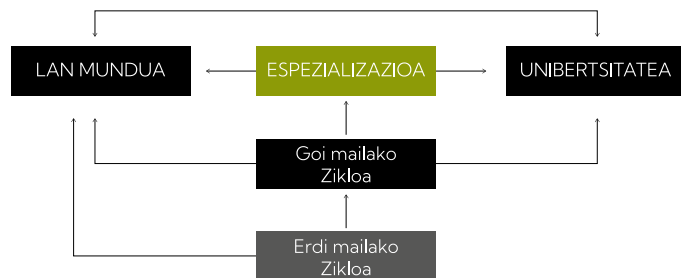 LAN MUNDUA
ESPEZIALIZAZIOA
UNIBERTSITATEA
Goi mailako
Zikloa
Erdi mailako
Zikloa